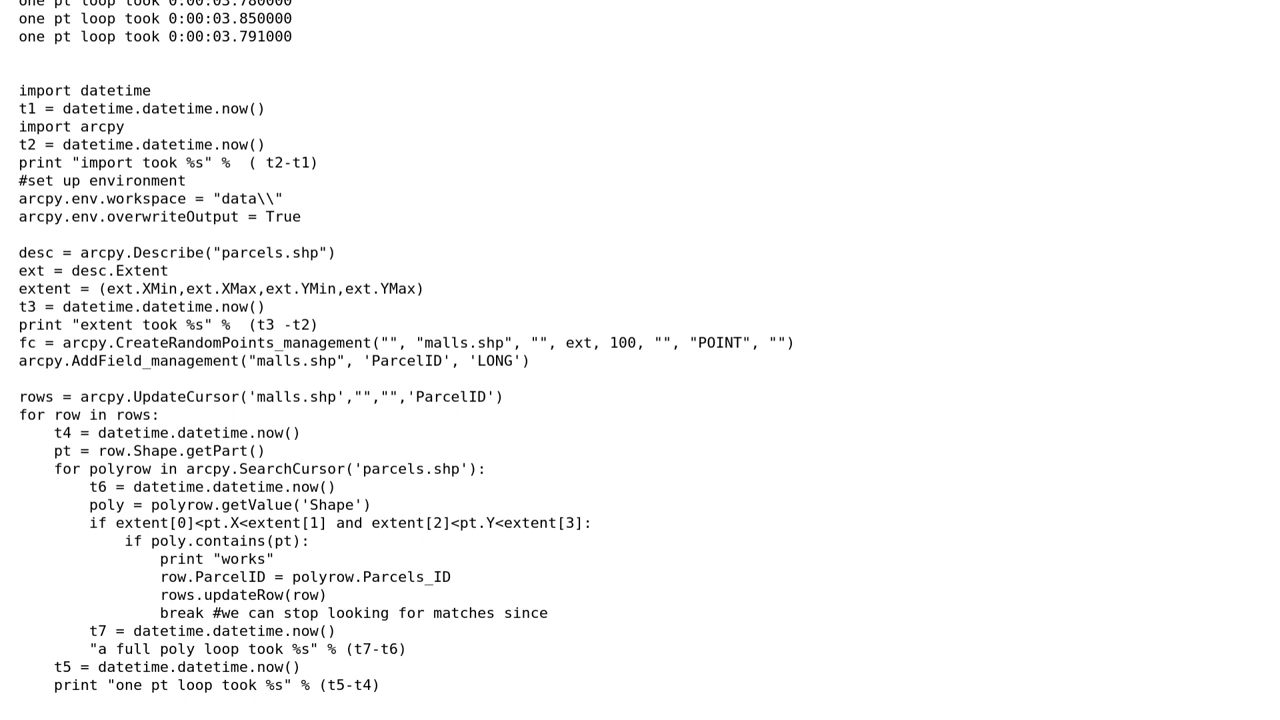 one pt loop took 0:00:03.780000
one pt loop took 0:00:03.850000
one pt loop took 0:00:03.791000
import datetime
t1 = datetime.datetime.now()
import arcpy
t2 = datetime.datetime.now()
print "import took %s" %  ( t2-t1)
#set up environment
arcpy.env.workspace = "data\\"
arcpy.env.overwriteOutput = True
desc = arcpy.Describe("parcels.shp")
ext = desc.Extent
extent = (ext.XMin,ext.XMax,ext.YMin,ext.YMax)
t3 = datetime.datetime.now()
print "extent took %s" %  (t3 -t2)
fc = arcpy.CreateRandomPoints_management("", "malls.shp", "", ext, 100, "", "POINT", "")
arcpy.AddField_management("malls.shp", 'ParcelID', 'LONG')
rows = arcpy.UpdateCursor('malls.shp',"","",'ParcelID')
for row in rows:
    t4 = datetime.datetime.now()
    pt = row.Shape.getPart()
    for polyrow in arcpy.SearchCursor('parcels.shp'):
        t6 = datetime.datetime.now()
        poly = polyrow.getValue('Shape')
        if extent[0]<pt.X<extent[1] and extent[2]<pt.Y<extent[3]:
            if poly.contains(pt):
                print "works"
                row.ParcelID = polyrow.Parcels_ID
                rows.updateRow(row)
                break #we can stop looking for matches since
        t7 = datetime.datetime.now()
        "a full poly loop took %s" % (t7-t6)
    t5 = datetime.datetime.now()
    print "one pt loop took %s" % (t5-t4)